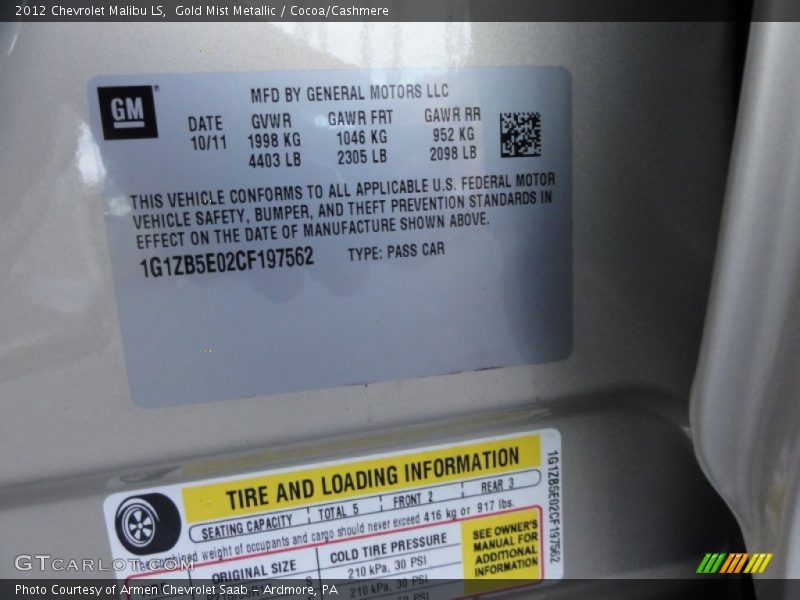 2012 Chevrolet Malibu LS, Gold Mist Metallic / Cocoa/Cashmere
GM
MFD BY GENERAL MOTORS LLC
DATE GVWR GAWR FRT GAWR RR
10/11 1998 KG 1046 KG 952 KG
4403 LB 2305 LB 2098 LB
THIS VEHICLE CONFORMS TO ALL APPLICABLE U.S. FEDERAL MOTOR
VEHICLE SAFETY, BUMPER, AND THEFT PREVENTION STANDARDS IN
EFFECT ON THE DATE OF MANUFACTURE SHOWN ABOVE.
1G1ZB5E02CF197562 TYPE: PASS CAR
TIRE AND LOADING INFORMATION
SEATING CAPACITY TOTAL 5 FRONT 2 REAR 3
The combined weight of occupants and cargo should never exceed 416 kg or 917 lbs.
ORIGINAL SIZE COLD TIRE PRESSURE
210 kPa, 30 PSI
210 kPa, 30 PSI
SEE OWNER'S
MANUAL FOR
ADDITIONAL
INFORMATION
1G1ZB5E02CF197562
GTCARLOT.COM
Photo Courtesy of Armen Chevrolet Saab - Ardmore, PA